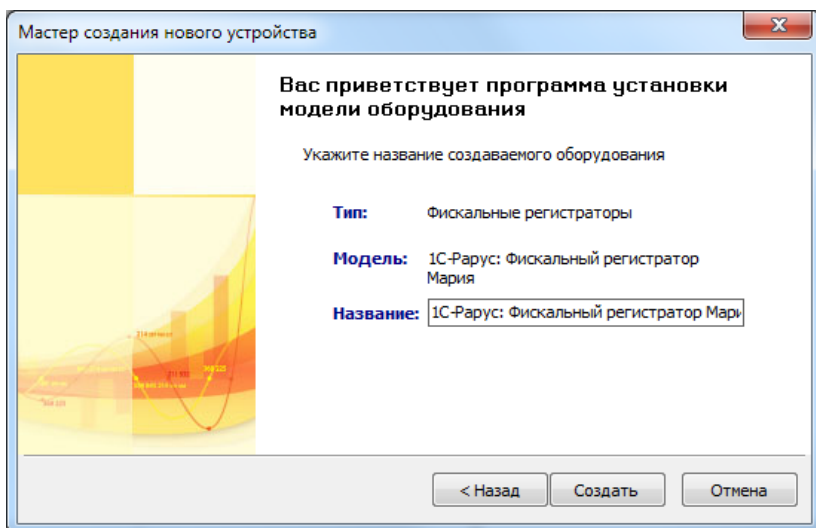 Мастер создания нового устройства
Вас приветствует программа установки
модели оборудования
Укажите название создаваемого оборудования
Тип: Фискальные регистраторы
Модель: 1С-Рарус: Фискальный регистратор
Мария
Название: 1С-Рарус: Фискальный регистратор Мари
< Назад Создать Отмена